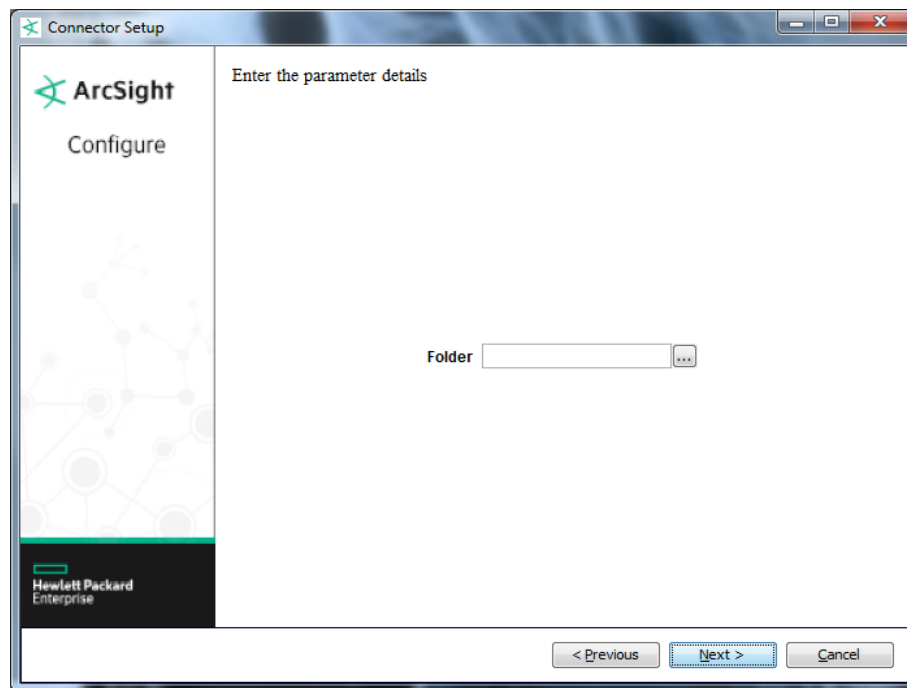 Connector Setup
ArcSight
Configure
Enter the parameter details
Folder
...
Hewlett Packard
Enterprise
< Previous
Next >
Cancel